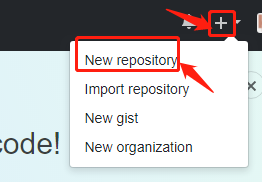 New repository
Import repository
New gist
code!
New organization